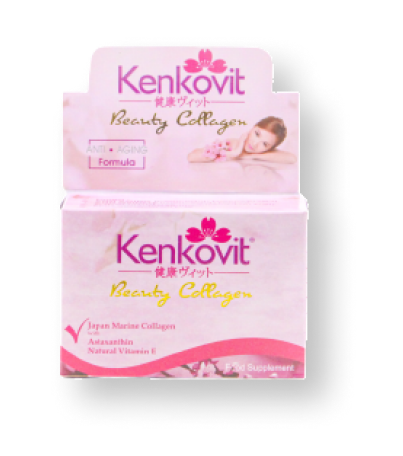 Kenkovit
健康ヴィット
Beauty Collagen
ANTI AGING
Formula
Kenkovit®
健康ヴィット
Beauty Collagen
Japan Marine Collagen
with
Astaxanthin
Natural Vitamin E
Food Supplement